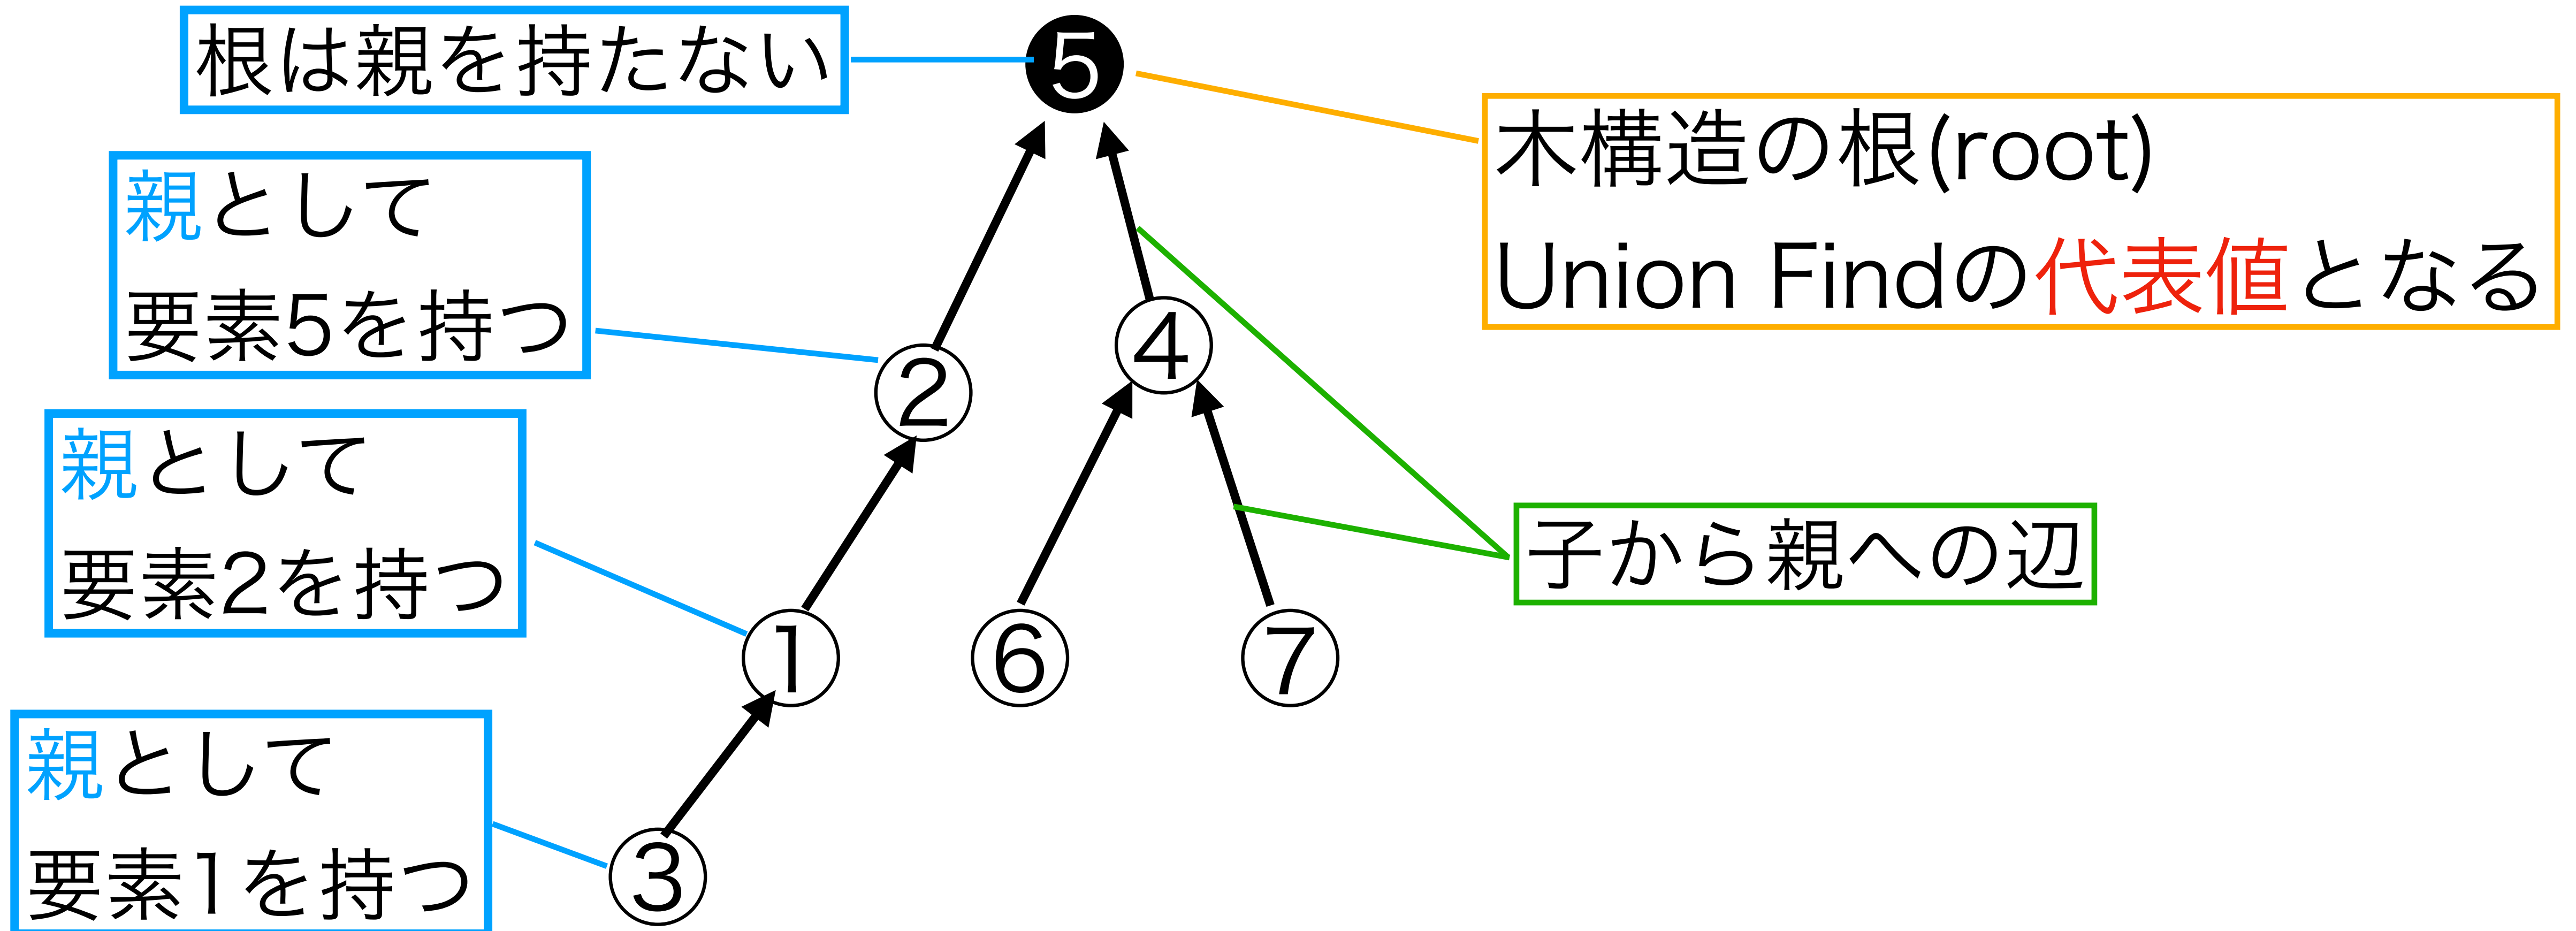 根は親を持たない
⑤
木構造の根(root)
Union Findの代表値となる
親として
要素5を持つ
②
④
親として
要素2を持つ
子から親への辺
①
⑥
⑦
親として
要素1を持つ
③